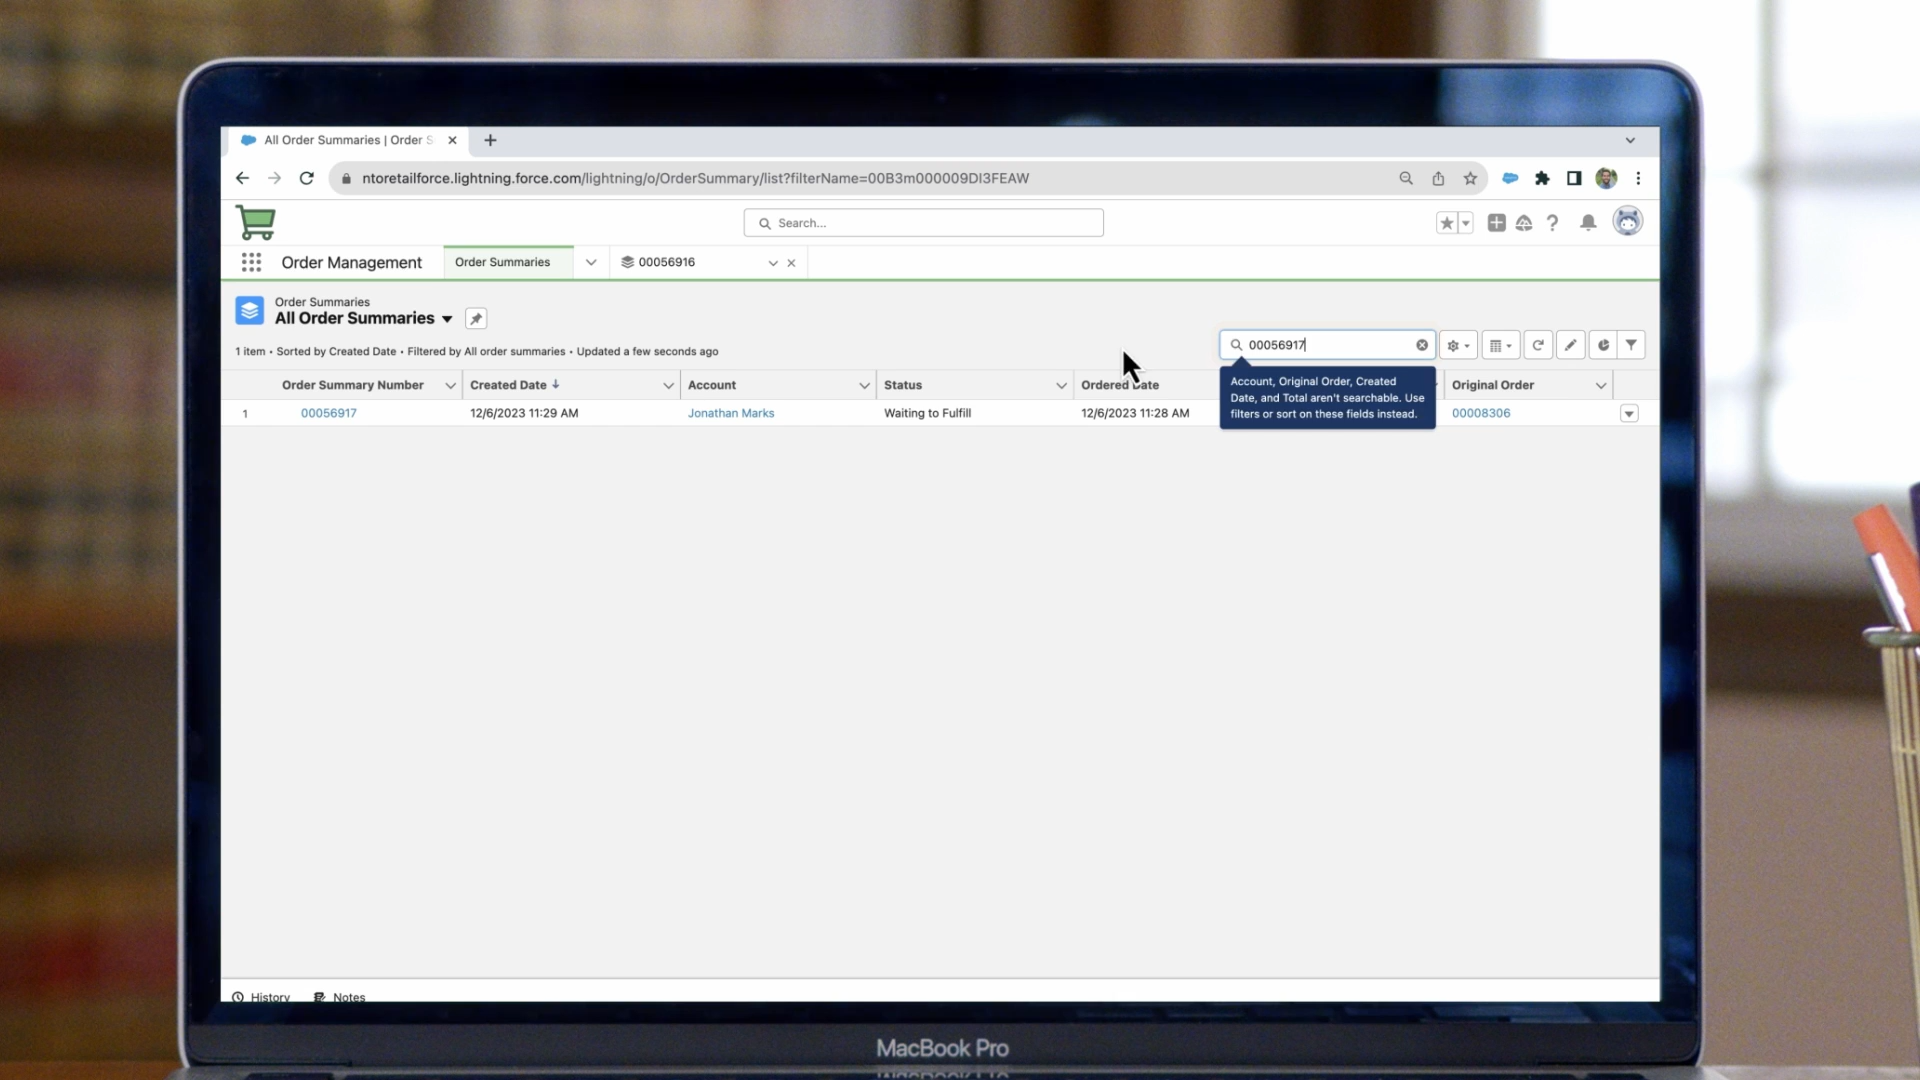 All Order Summaries | Order S
ntoretailforce.lightning.force.com/lightning/o/OrderSummary/list?filterName=00B3m000009DI3FEAW
Search...
Order Management
Order Summaries
00056916
Order Summaries
All Order Summaries
1 item • Sorted by Created Date • Filtered by All order summaries • Updated a few seconds ago
00056917
Order Summary Number
Created Date
Account
Status
Ordered Date
Original Order
Account, Original Order, Created
Date, and Total aren't searchable. Use
filters or sort on these fields instead.
1
00056917
12/6/2023 11:29 AM
Jonathan Marks
Waiting to Fulfill
12/6/2023 11:28 AM
00008306
History
Notes
MacBook Pro